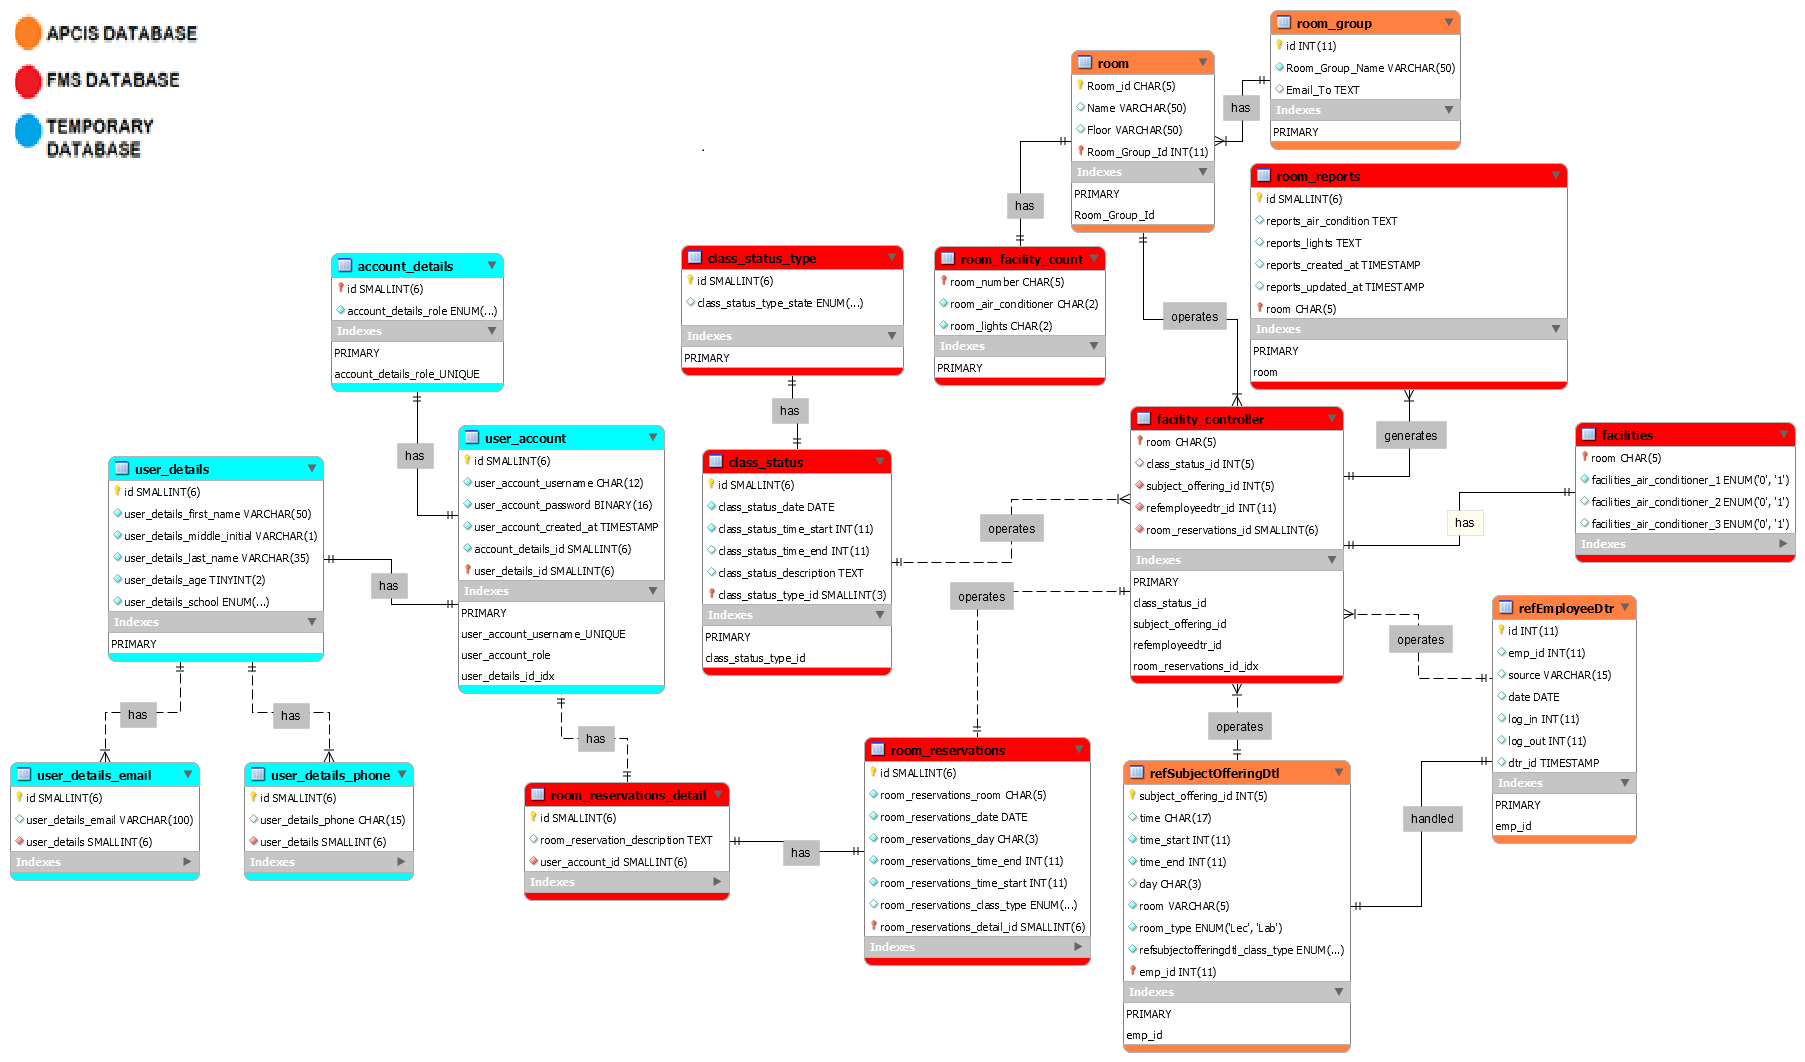 APCIS DATABASE
FMS DATABASE
TEMPORARY
DATABASE
room_group
id INT(11)
Room_Group_Name VARCHAR(50)
Email_To TEXT
Indexes
PRIMARY
has
room
Room_id CHAR(5)
Name VARCHAR(50)
Floor VARCHAR(50)
Room_Group_Id INT(11)
Indexes
PRIMARY
Room_Group_Id
has
operates
room_reports
id SMALLINT(6)
reports_air_condition TEXT
reports_lights TEXT
reports_created_at TIMESTAMP
reports_updated_at TIMESTAMP
room CHAR(5)
Indexes
PRIMARY
room
generates
account_details
id SMALLINT(6)
account_details_role ENUM(...)
Indexes
PRIMARY
account_details_role_UNIQUE
has
class_status_type
id SMALLINT(6)
class_status_type_state ENUM(...)
Indexes
PRIMARY
has
room_facility_count
room_number CHAR(5)
room_air_conditioner CHAR(2)
room_lights CHAR(2)
Indexes
PRIMARY
facility_controller
room CHAR(5)
class_status_id INT(5)
subject_offering_id INT(5)
refemployeedtr_id INT(11)
room_reservations_id SMALLINT(6)
Indexes
PRIMARY
class_status_id
subject_offering_id
refemployeedtr_id
room_reservations_id_idx
facilities
room CHAR(5)
facilities_air_conditioner_1 ENUM('0', '1')
facilities_air_conditioner_2 ENUM('0', '1')
facilities_air_conditioner_3 ENUM('0', '1')
Indexes
has
user_details
id SMALLINT(6)
user_details_first_name VARCHAR(50)
user_details_middle_initial VARCHAR(1)
user_details_last_name VARCHAR(35)
user_details_age TINYINT(2)
user_details_school ENUM(...)
Indexes
PRIMARY
has
user_account
id SMALLINT(6)
user_account_username CHAR(12)
user_account_password BINARY(16)
user_account_created_at TIMESTAMP
account_details_id SMALLINT(6)
user_details_id SMALLINT(6)
Indexes
PRIMARY
user_account_username_UNIQUE
user_account_role
user_details_id_idx
class_status
id SMALLINT(6)
class_status_date DATE
class_status_time_start INT(11)
class_status_time_end INT(11)
class_status_description TEXT
class_status_type_id SMALLINT(3)
Indexes
PRIMARY
class_status_type_id
operates
operates
operates
operates
refEmployeeDtr
id INT(11)
emp_id INT(11)
source VARCHAR(15)
date DATE
log_in INT(11)
log_out INT(11)
dtr_id TIMESTAMP
Indexes
PRIMARY
emp_id
handled
has
has
has
user_details_email
id SMALLINT(6)
user_details_email VARCHAR(100)
user_details SMALLINT(6)
Indexes
user_details_phone
id SMALLINT(6)
user_details_phone CHAR(15)
user_details SMALLINT(6)
Indexes
room_reservations_detail
id SMALLINT(6)
room_reservation_description TEXT
user_account_id SMALLINT(6)
Indexes
has
room_reservations
id SMALLINT(6)
room_reservations_room CHAR(5)
room_reservations_date DATE
room_reservations_day CHAR(3)
room_reservations_time_end INT(11)
room_reservations_time_start INT(11)
room_reservations_class_type ENUM(...)
room_reservations_detail_id SMALLINT(6)
Indexes
refSubjectOfferingDtl
subject_offering_id INT(5)
time CHAR(17)
time_start INT(11)
time_end INT(11)
day CHAR(3)
room VARCHAR(5)
room_type ENUM('Lec', 'Lab')
refsubjectofferingdtl_class_type ENUM(...)
emp_id INT(11)
Indexes
PRIMARY
emp_id